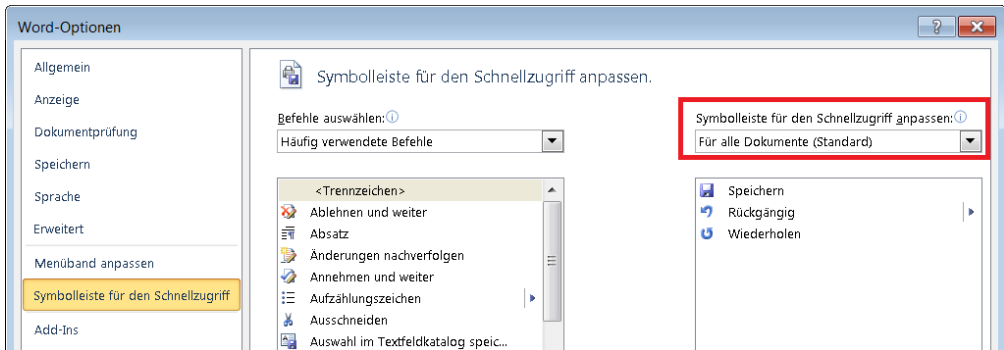 Word-Optionen
Allgemein
Anzeige
Dokumentprüfung
Speichern
Sprache
Erweitert
Menüband anpassen
Symbolleiste für den Schnellzugriff
Add-Ins
Symbolleiste für den Schnellzugriff anpassen.
Befehle auswählen:
Häufig verwendete Befehle
<Trennzeichen>
Ablehnen und weiter
Absatz
Änderungen nachverfolgen
Annehmen und weiter
Aufzählungszeichen
Ausschneiden
Auswahl im Textfeldkatalog speic...
Symbolleiste für den Schnellzugriff anpassen:
Für alle Dokumente (Standard)
Speichern
Rückgängig
Wiederholen